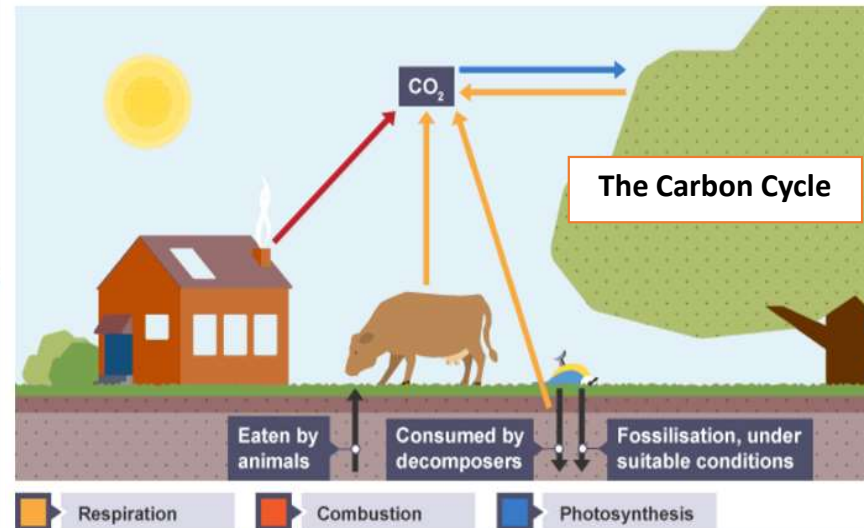 CO₂
The Carbon Cycle
Eaten by
animals
Consumed by
decomposers
Fossilisation, under
suitable conditions
Respiration
Combustion
Photosynthesis